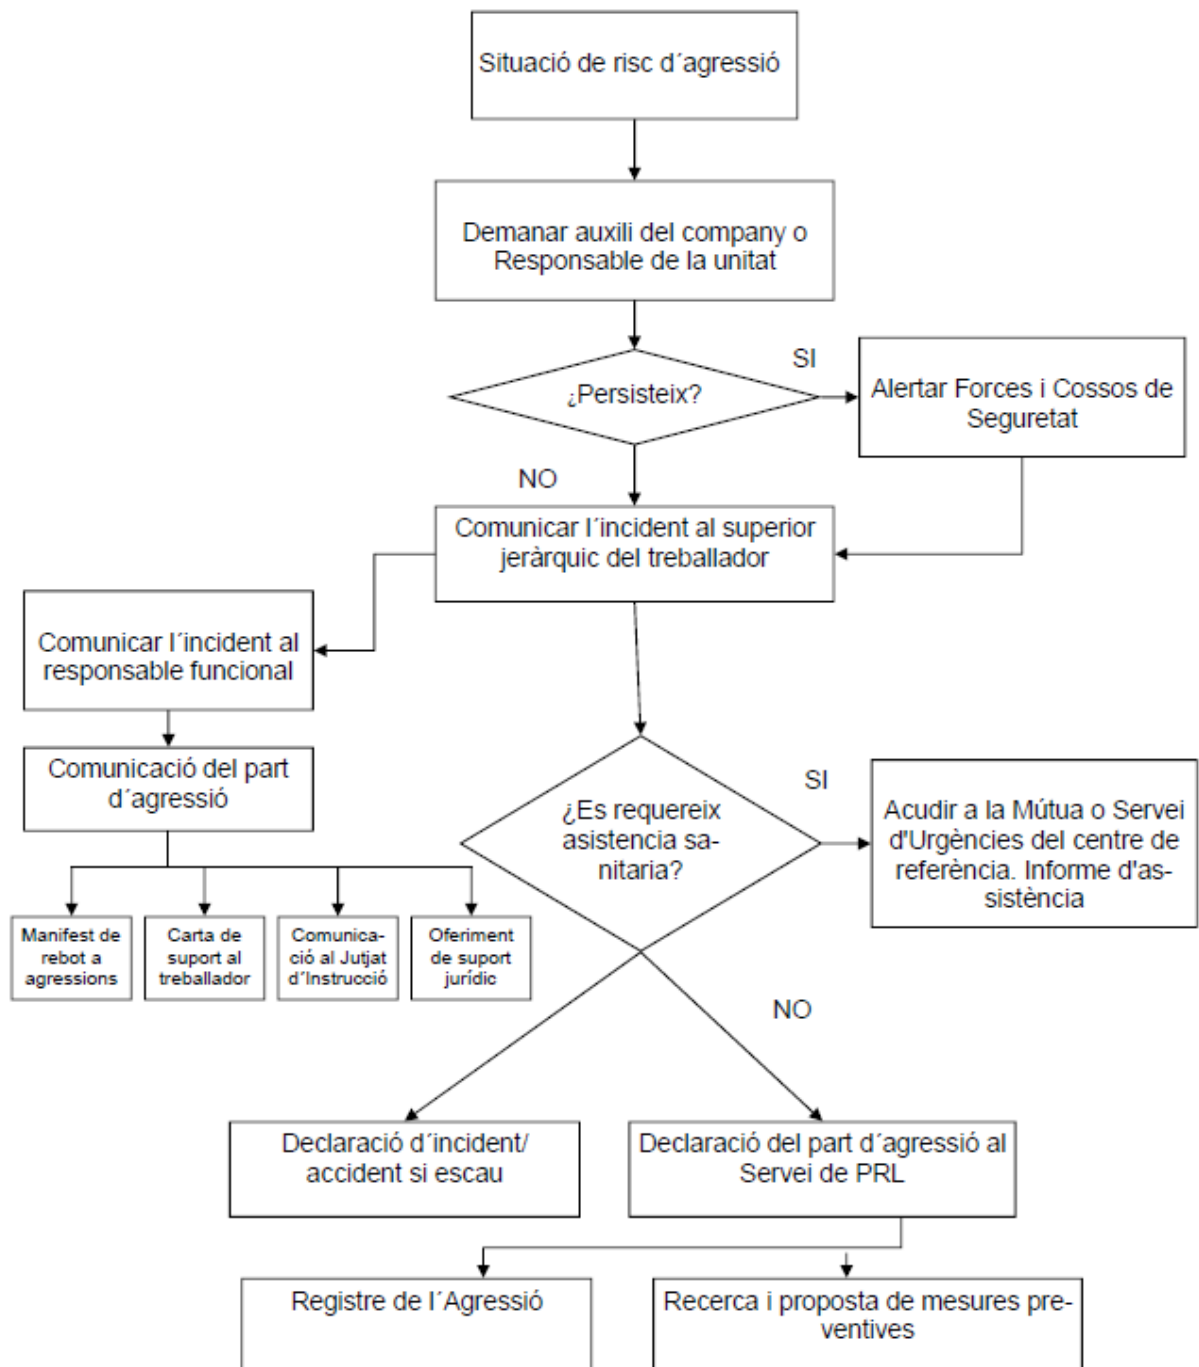 Situació de risc d´agressió
Demanar auxili del company o
Responsable de la unitat
¿Persisteix?
SI
Alertar Forces i Cossos de
Seguretat
NO
Comunicar l´incident al superior
jeràrquic del treballador
Comunicar l´incident al
responsable funcional
Comunicació del part
d´agressió
Manifest de
rebot a
agressions
Carta de
suport al
treballador
Comunica-
ció al Jutjat
d´Instrucció
Oferiment
de suport
jurídic
¿Es requereix
asistencia sa-
nitaria?
SI
Acudir a la Mútua o Servei
d'Urgències del centre de
referència. Informe d'as-
sistència
NO
Declaració d´incident/
accident si escau
Declaració del part d´agressió al
Servei de PRL
Registre de l´Agressió
Recerca i proposta de mesures pre-
ventives